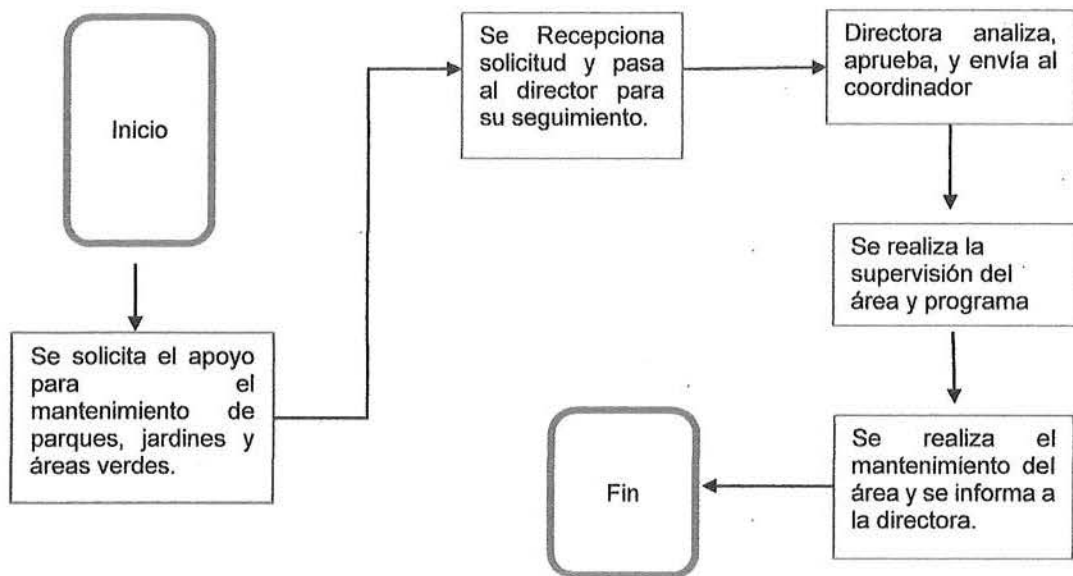 Inicio
Se solicita el apoyo
para el
mantenimiento de
parques, jardines y
áreas verdes.
Se Recepciona
solicitud y pasa
al director para
su seguimiento.
Directora analiza,
aprueba, y envía al
coordinador
Se realiza la
supervisión del
área y programa
Se realiza el
mantenimiento del
área y se informa a
la directora.
Fin